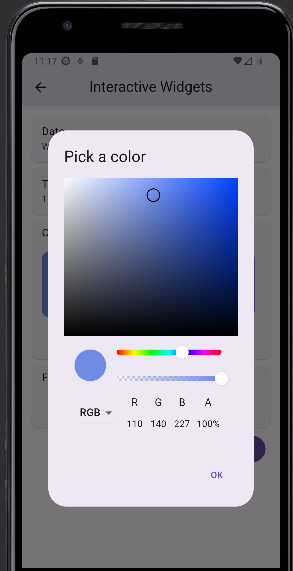 11:17
Interactive Widgets
Date
W
T
1
C
Pick a color
F
RGB
R G B A
110 140 227 100%
OK